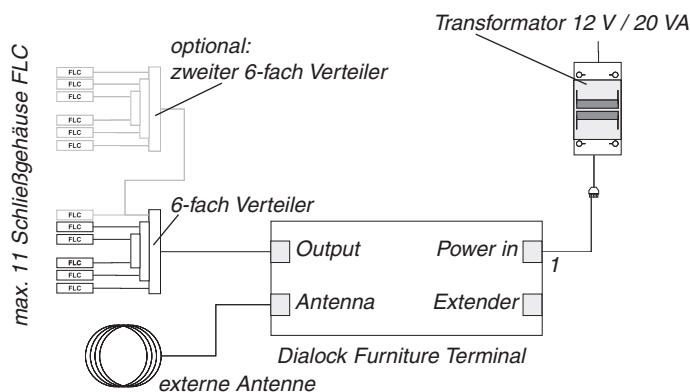 Transformator 12 V / 20 VA
max. 11 Schließgehäuse FLC
optional:
zweiter 6-fach Verteiler
FLC
FLC
FLC
FLC
FLC
FLC
6-fach Verteiler
FLC
FLC
FLC
FLC
FLC
FLC
Output
Power in
1
Antenna
Extender
Dialock Furniture Terminal
externe Antenne